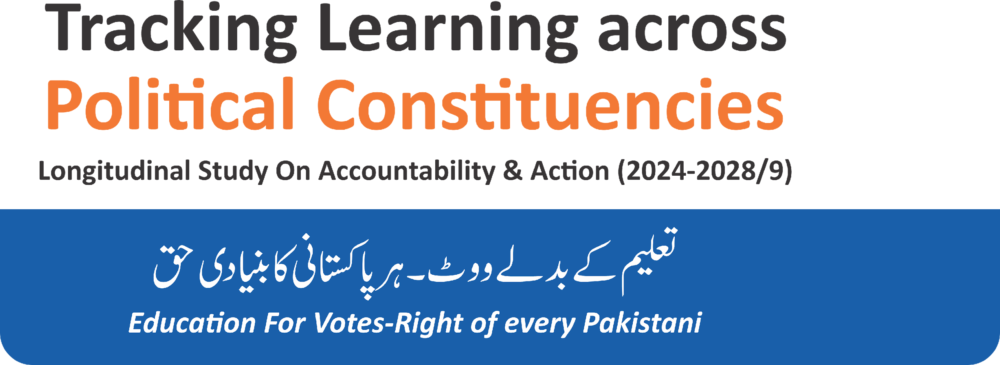 Tracking Learning across
Political Constituencies
Longitudinal Study On Accountability & Action (2024-2028/9)
تعلیم کے بدلے ووٹ۔ ہر پاکستانی کا بنیادی حق
Education For Votes-Right of every Pakistani